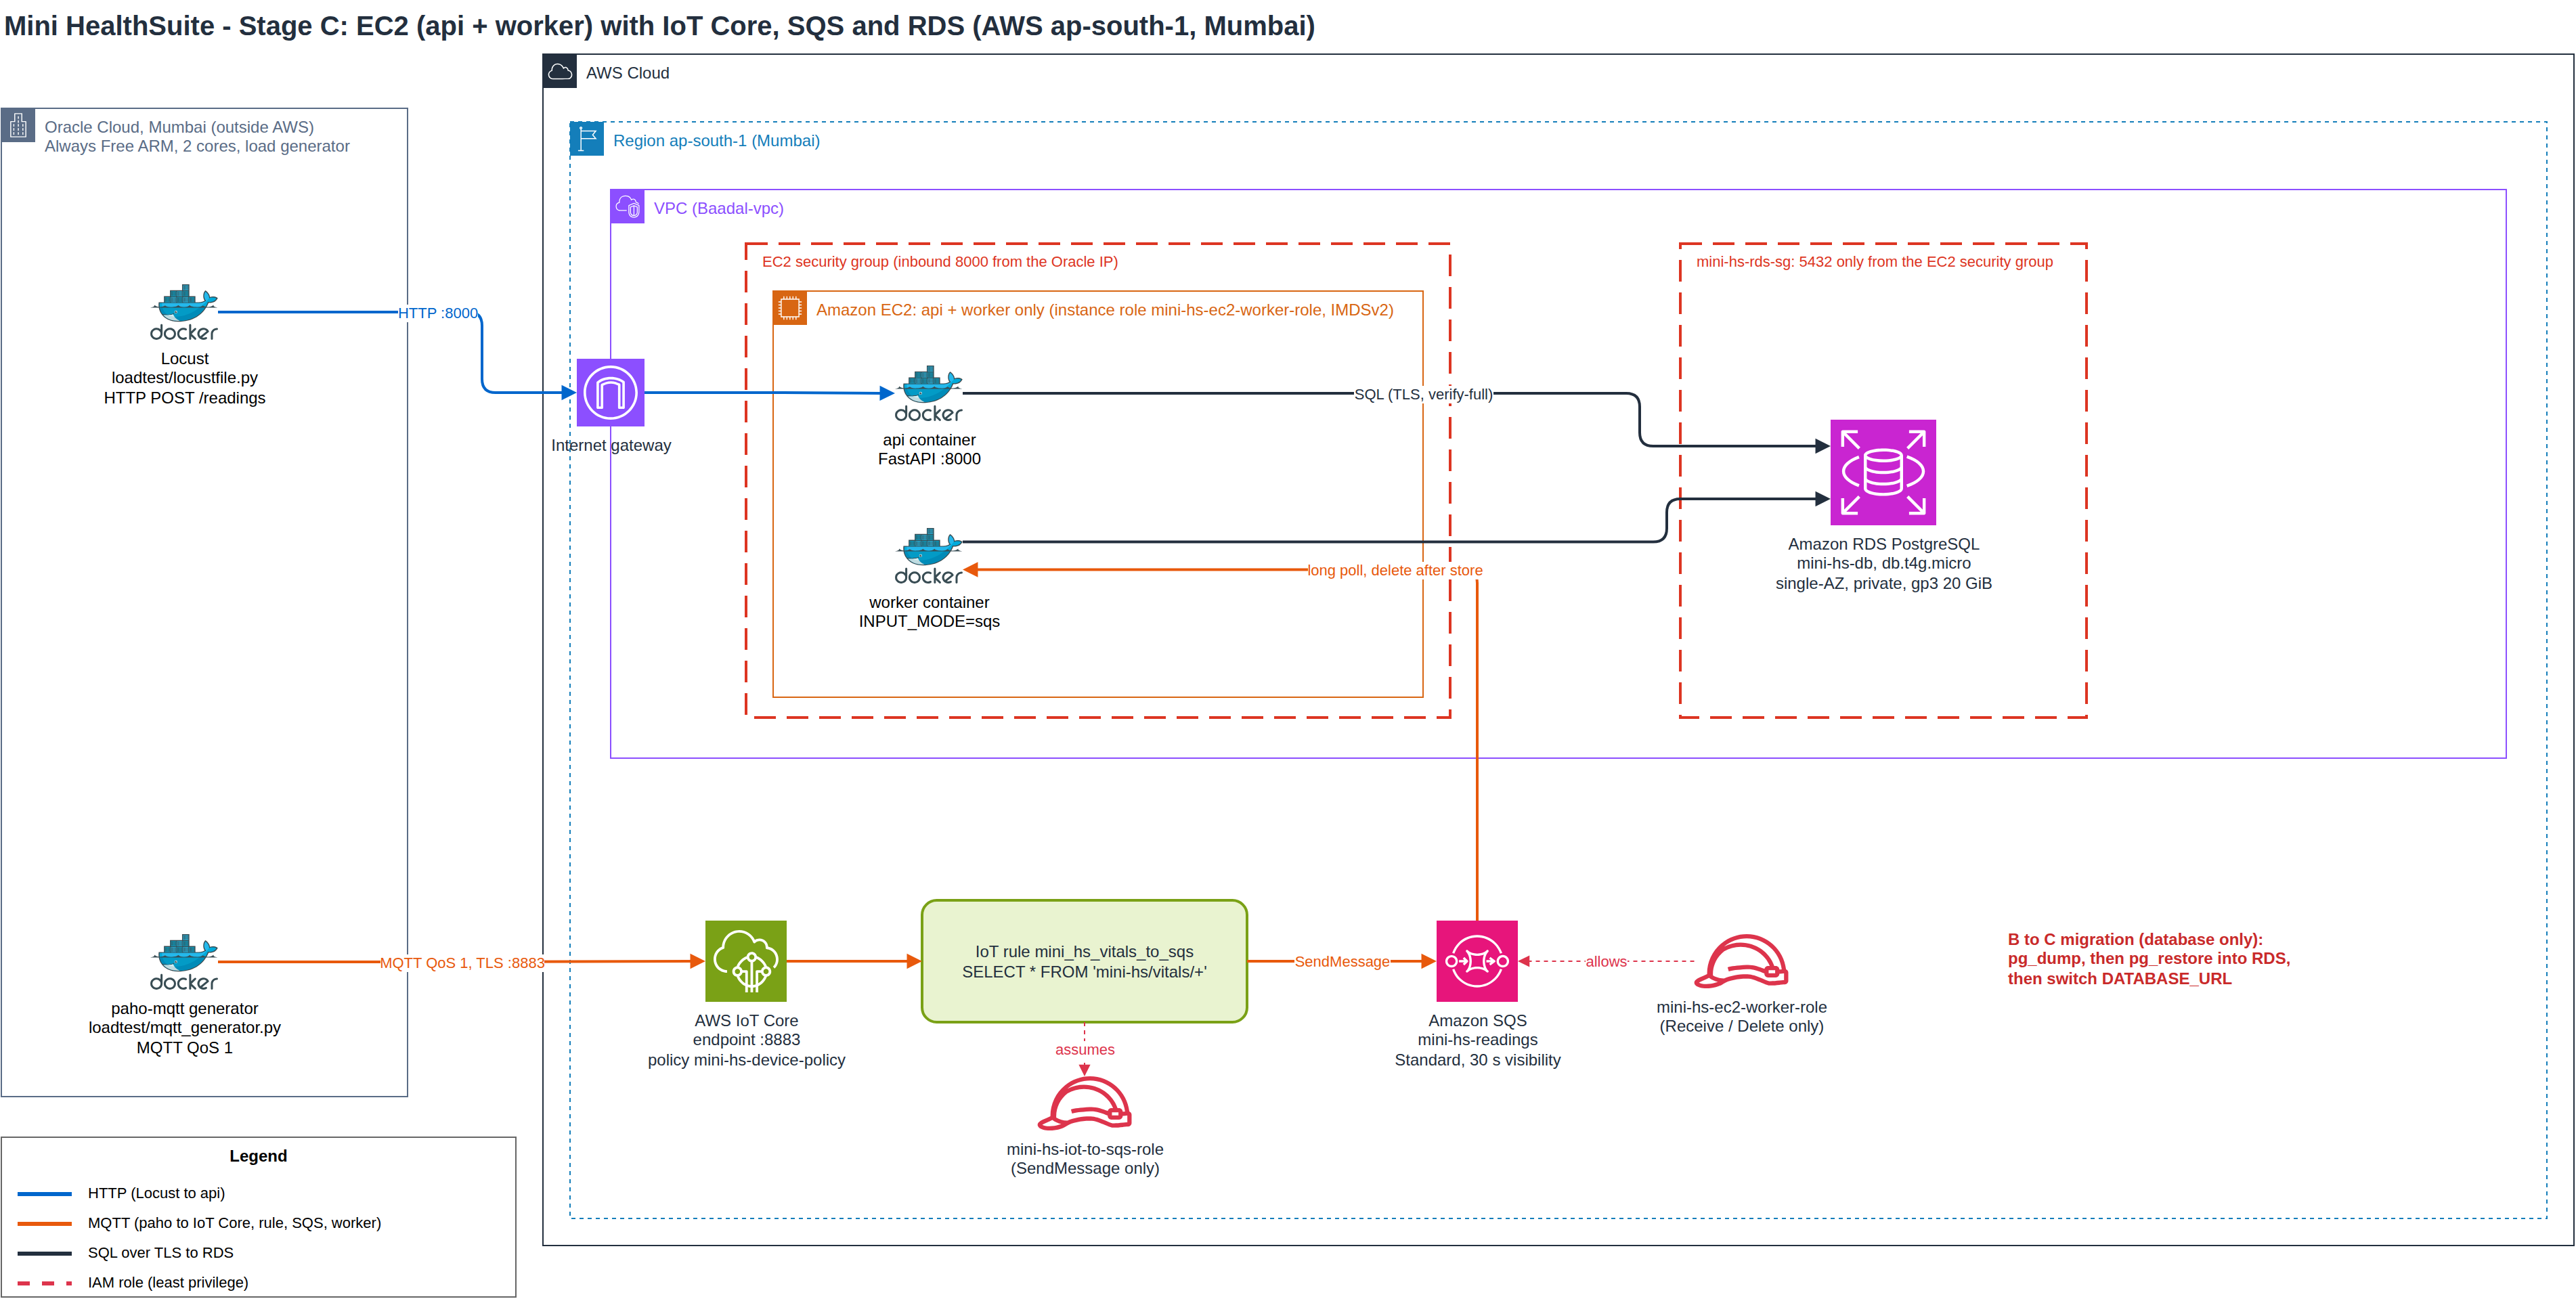 Mini HealthSuite - Stage C: EC2 (api + worker) with IoT Core, SQS and RDS (AWS ap-south-1, Mumbai)
AWS Cloud
Oracle Cloud, Mumbai (outside AWS)
Always Free ARM, 2 cores, load generator
Region ap-south-1 (Mumbai)
VPC (Baadal-vpc)
EC2 security group (inbound 8000 from the Oracle IP)
mini-hs-rds-sg: 5432 only from the EC2 security group
Amazon EC2: api + worker only (instance role mini-hs-ec2-worker-role, IMDSv2)
docker
Locust
loadtest/locustfile.py
HTTP POST /readings
HTTP :8000
Internet gateway
docker
api container
FastAPI :8000
SQL (TLS, verify-full)
docker
worker container
INPUT_MODE=sqs
long poll, delete after store
Amazon RDS PostgreSQL
mini-hs-db, db.t4g.micro
single-AZ, private, gp3 20 GiB
docker
paho-mqtt generator
loadtest/mqtt_generator.py
MQTT QoS 1
MQTT QoS 1, TLS :8883
AWS IoT Core
endpoint :8883
policy mini-hs-device-policy
IoT rule mini_hs_vitals_to_sqs
SELECT * FROM 'mini-hs/vitals/+'
assumes
mini-hs-iot-to-sqs-role
(SendMessage only)
SendMessage
Amazon SQS
mini-hs-readings
Standard, 30 s visibility
allows
mini-hs-ec2-worker-role
(Receive / Delete only)
B to C migration (database only):
pg_dump, then pg_restore into RDS,
then switch DATABASE_URL
Legend
HTTP (Locust to api)
MQTT (paho to IoT Core, rule, SQS, worker)
SQL over TLS to RDS
IAM role (least privilege)